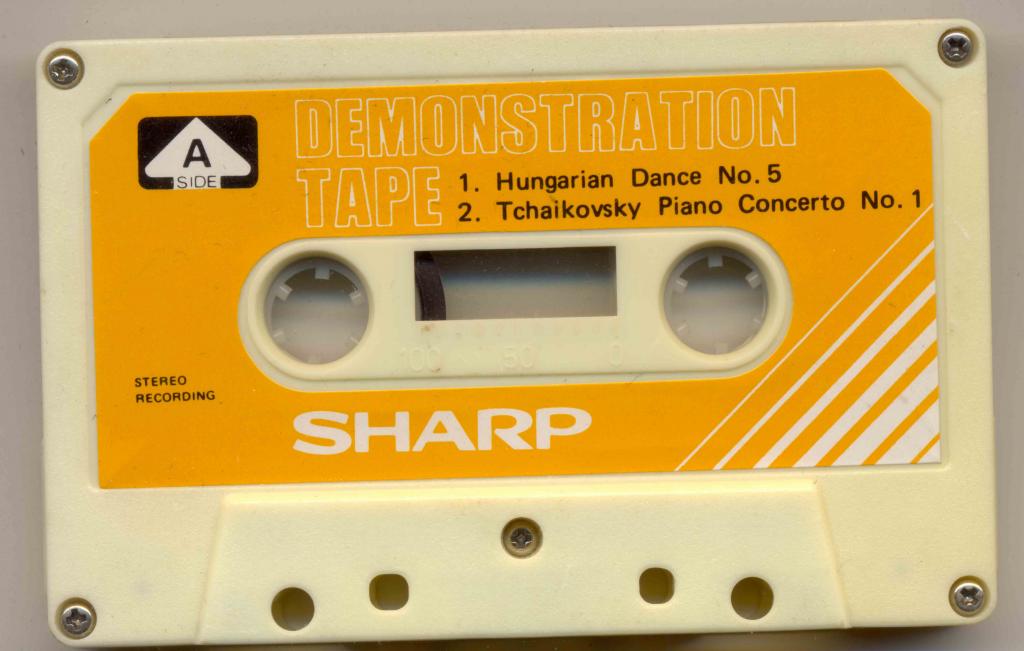 A
SIDE
DEMONSTRATION
TAPE
1. Hungarian Dance No. 5
2. Tchaikovsky Piano Concerto No. 1
100 50 0
STEREO
RECORDING
SHARP